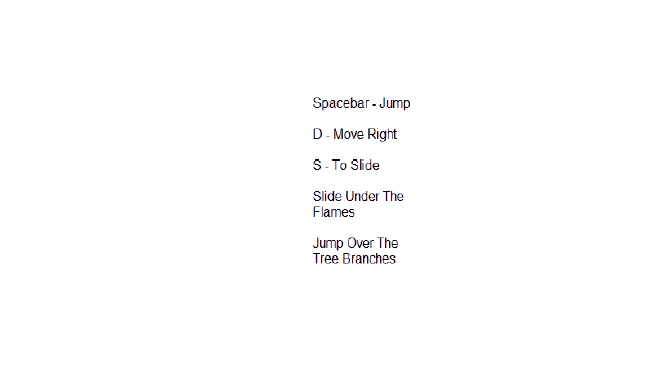 Spacebar - Jump
D - Move Right
S - To Slide
Slide Under The
Flames
Jump Over The
Tree Branches